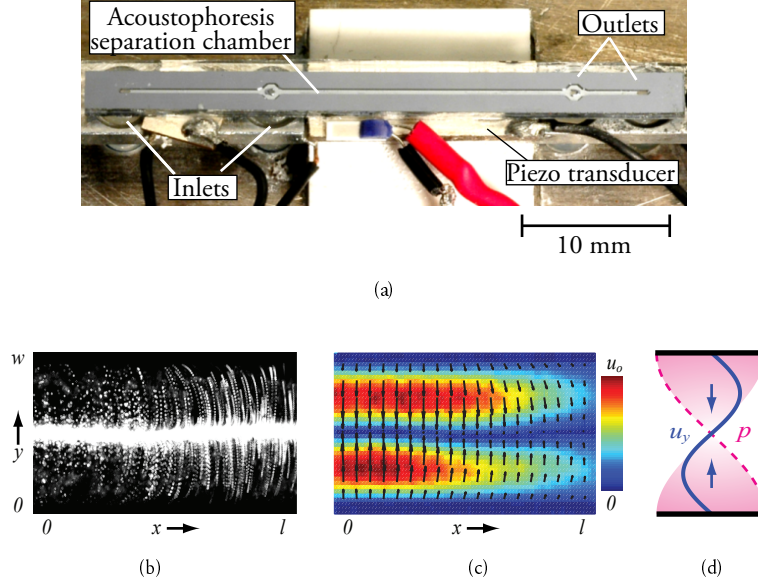 Acoustophoresis
separation chamber
Outlets
Inlets
Piezo transducer
10 mm
(a)
w
y
0
0 x l
(b)
u_o
0
0 x l
(c)
u_y p
(d)